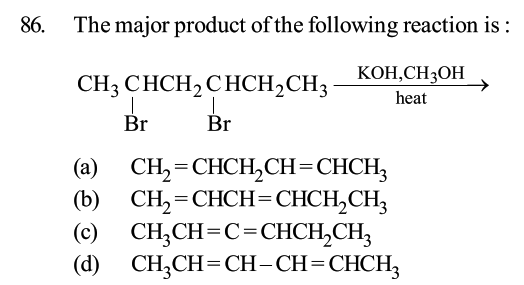 86. The major product of the following reaction is :
CH₃ CHCH₂ CHCH₂CH₃ KOH,CH₃OH
heat
Br Br
(a) CH₂=CHCH₂CH=CHCH₃
(b) CH₂=CHCH=CHCH₂CH₃
(c) CH₃CH=C=CHCH₂CH₃
(d) CH₃CH=CH–CH=CHCH₃